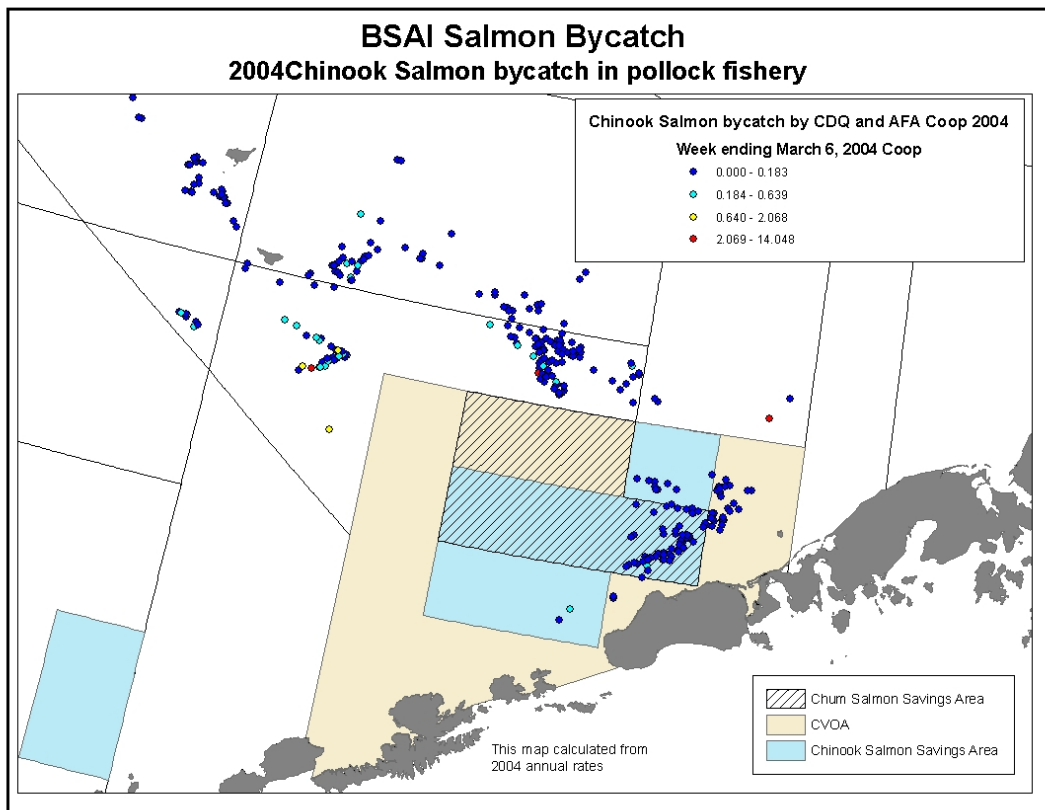 BSAI Salmon Bycatch
2004Chinook Salmon bycatch in pollock fishery
Chinook Salmon bycatch by CDQ and AFA Coop 2004
Week ending March 6, 2004 Coop
0.000 - 0.183
0.184 - 0.639
0.640 - 2.068
2.069 - 14.048
Chum Salmon Savings Area
CVOA
Chinook Salmon Savings Area
This map calculated from
2004 annual rates